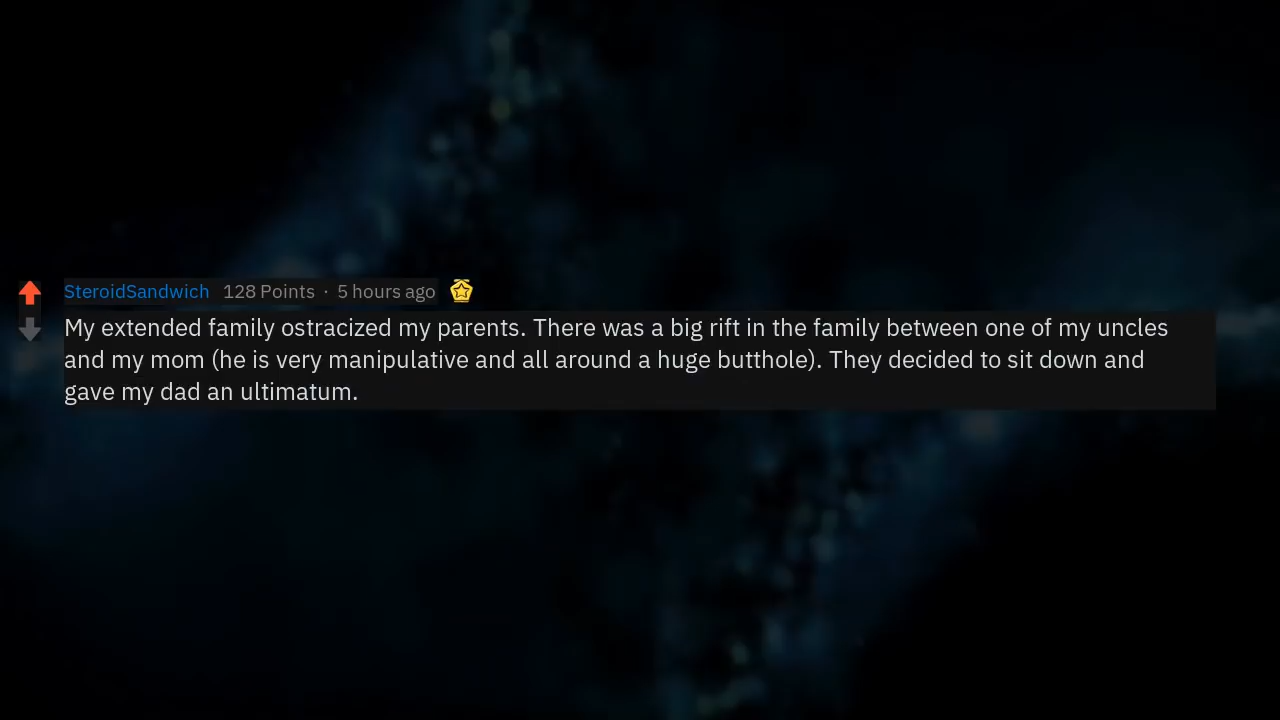 SteroidSandwich 128 Points · 5 hours ago
My extended family ostracized my parents. There was a big rift in the family between one of my uncles
and my mom (he is very manipulative and all around a huge butthole). They decided to sit down and
gave my dad an ultimatum.